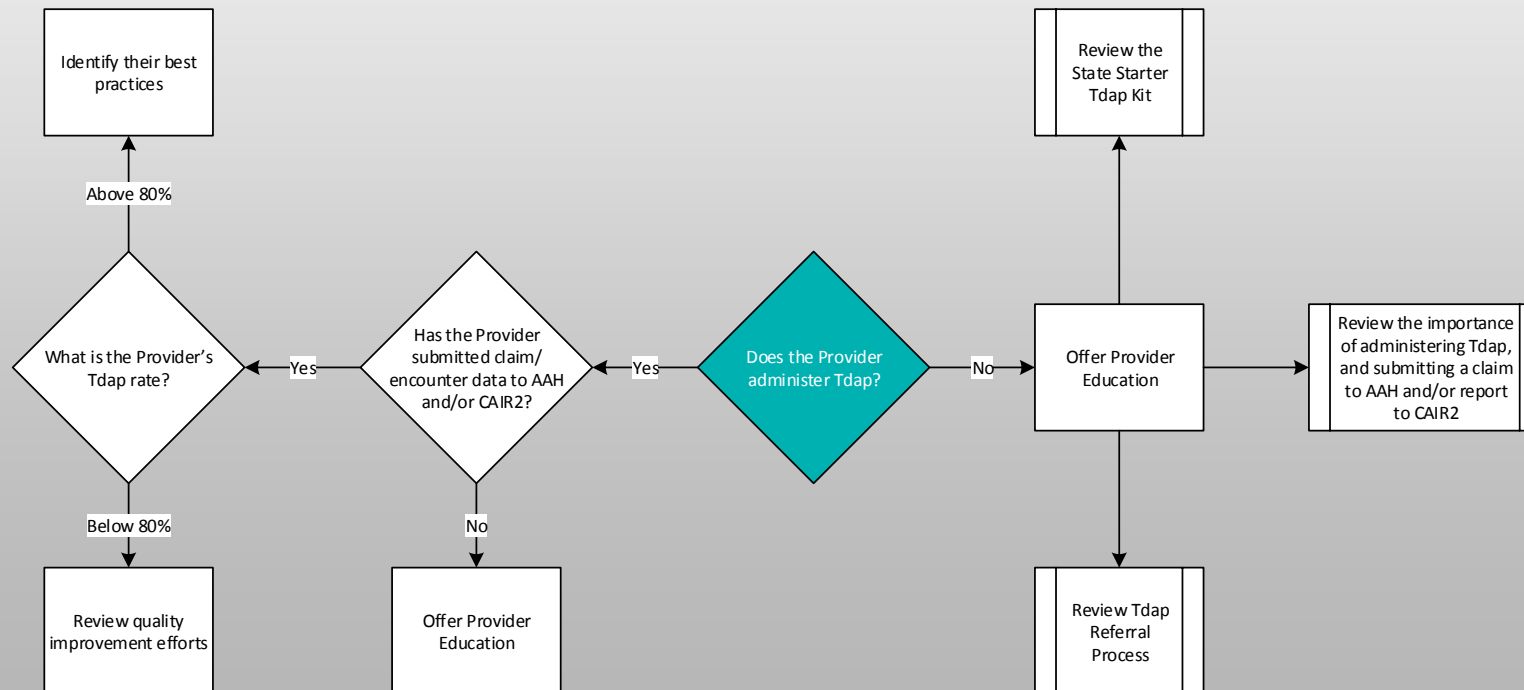 Identify their best
practices
Review the
State Starter
Tdap Kit
Above 80%
What is the Provider's
Tdap rate?
Yes
Has the Provider
submitted claim/
encounter data to AAH
and/or CAIR2?
Yes
Does the Provider
administer Tdap?
No
Offer Provider
Education
Review the importance
of administering Tdap,
and submitting a claim
to AAH and/or report
to CAIR2
Below 80%
No
Review quality
improvement efforts
Offer Provider
Education
Review Tdap
Referral
Process